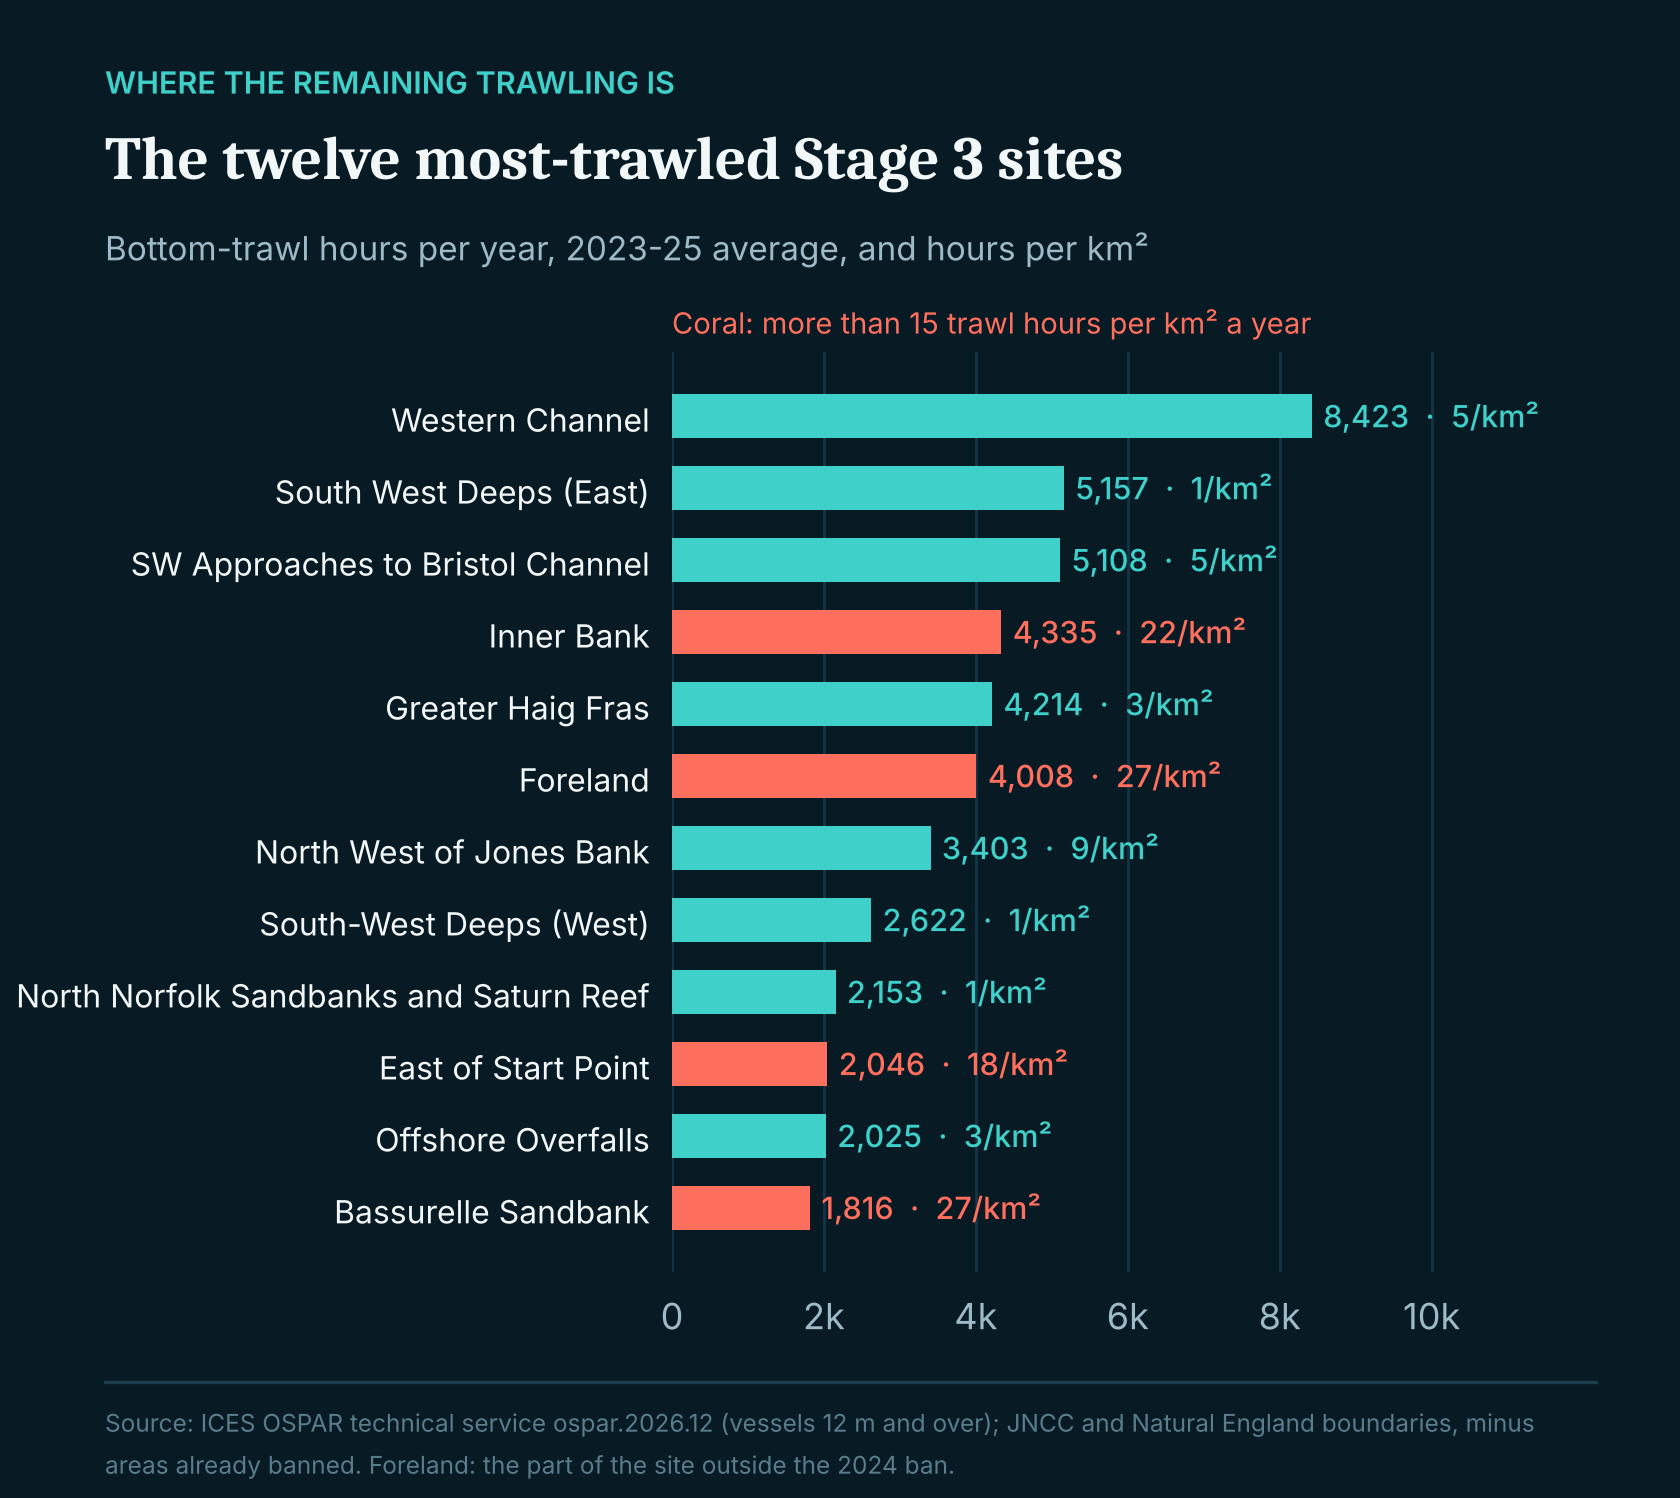 WHERE THE REMAINING TRAWLING IS
The twelve most-trawled Stage 3 sites
Bottom-trawl hours per year, 2023-25 average, and hours per km²
Coral: more than 15 trawl hours per km² a year
Western Channel 8,423 · 5/km²
South West Deeps (East) 5,157 · 1/km²
SW Approaches to Bristol Channel 5,108 · 5/km²
Inner Bank 4,335 · 22/km²
Greater Haig Fras 4,214 · 3/km²
Foreland 4,008 · 27/km²
North West of Jones Bank 3,403 · 9/km²
South-West Deeps (West) 2,622 · 1/km²
North Norfolk Sandbanks and Saturn Reef 2,153 · 1/km²
East of Start Point 2,046 · 18/km²
Offshore Overfalls 2,025 · 3/km²
Bassurelle Sandbank 1,816 · 27/km²
0 2k 4k 6k 8k 10k
Source: ICES OSPAR technical service ospar.2026.12 (vessels 12 m and over); JNCC and Natural England boundaries, minus
areas already banned. Foreland: the part of the site outside the 2024 ban.